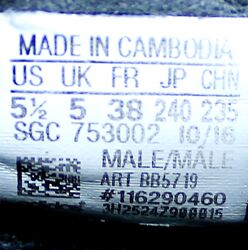 MADE IN CAMBODIA
US UK FR JP CHN
5½ 5 38 240 235
SGC 753002 10/16
MALE/MÂLE
ART BB5719
#116290460